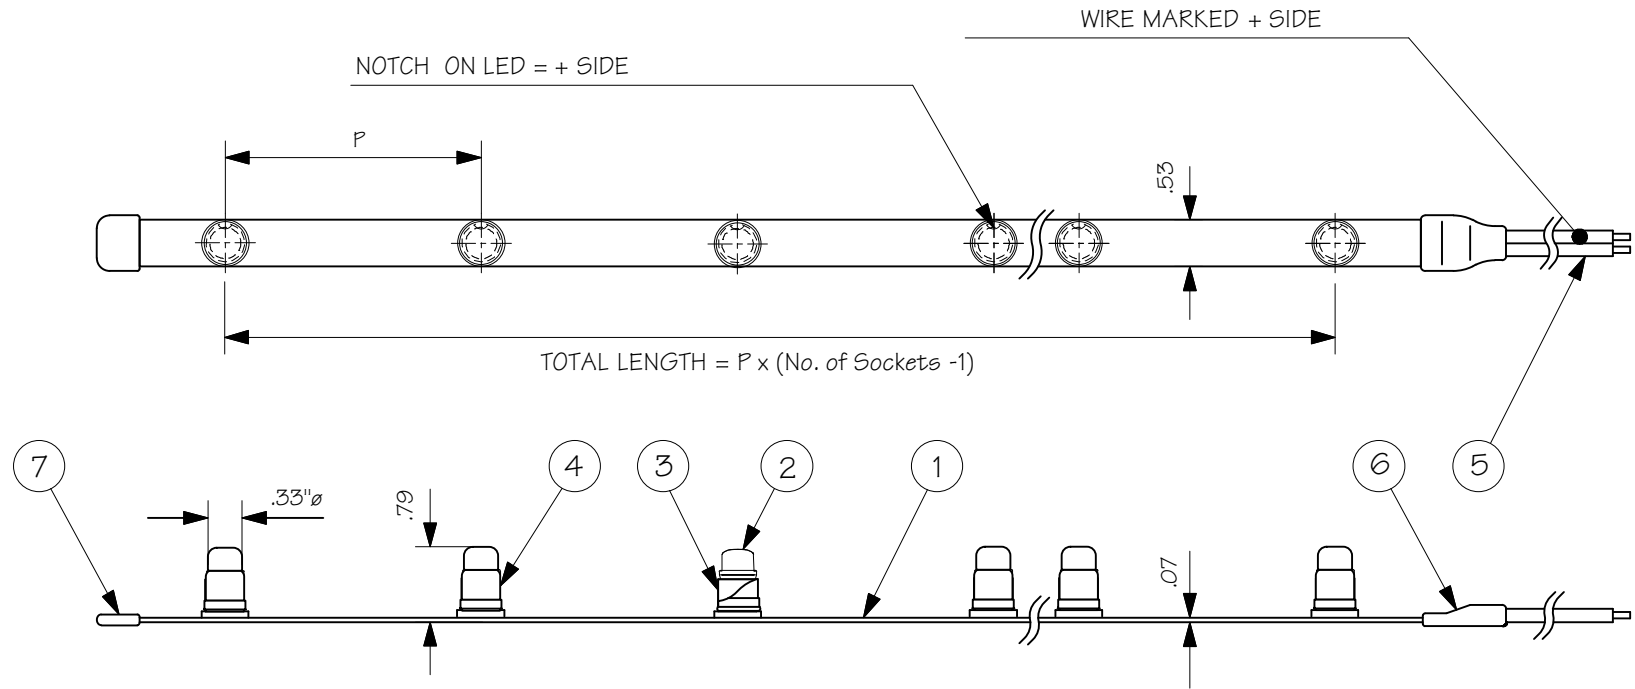 WIRE MARKED + SIDE
NOTCH ON LED = + SIDE
P
.53
TOTAL LENGTH = P x (No. of Sockets -1)
7
4
3
2
1
6
5
.33"ø
.79
.07